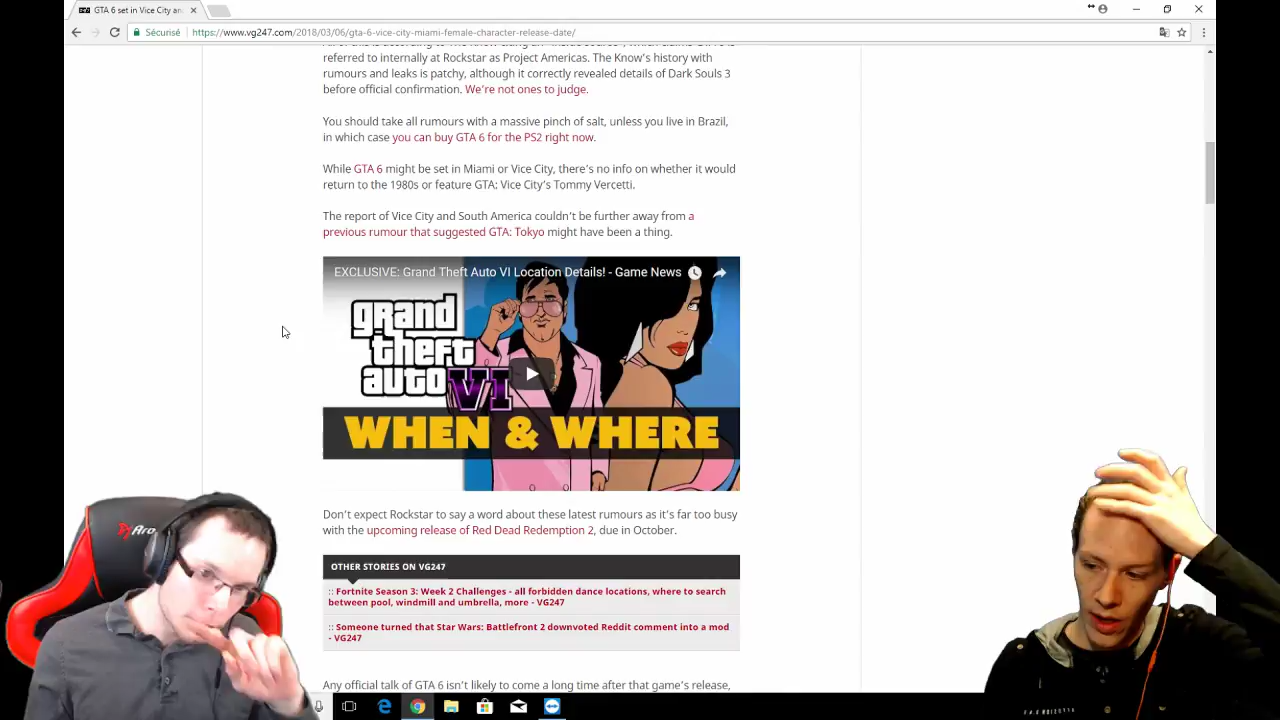 GTA 6 set in Vice City an
Sécurisé
https://www.vg247.com/2018/03/06/gta-6-vice-city-miami-female-character-release-date/
referred to internally at Rockstar as Project Americas. The Know's history with
rumours and leaks is patchy, although it correctly revealed details of Dark Souls 3
before official confirmation. We're not ones to judge.
You should take all rumours with a massive pinch of salt, unless you live in Brazil,
in which case you can buy GTA 6 for the PS2 right now.
While GTA 6 might be set in Miami or Vice City, there's no info on whether it would
return to the 1980s or feature GTA: Vice City's Tommy Vercetti.
The report of Vice City and South America couldn't be further away from a
previous rumour that suggested GTA: Tokyo might have been a thing.
EXCLUSIVE: Grand Theft Auto VI Location Details! - Game News
grand
theft
auto VI
WHEN & WHERE
Don't expect Rockstar to say a word about these latest rumours as it's far too busy
with the upcoming release of Red Dead Redemption 2, due in October.
OTHER STORIES ON VG247
:: Fortnite Season 3: Week 2 Challenges - all forbidden dance locations, where to search
between pool, windmill and umbrella, more - VG247
:: Someone turned that Star Wars: Battlefront 2 downvoted Reddit comment into a mod
- VG247
Any official talk of GTA 6 isn't likely to come a long time after that game's release,